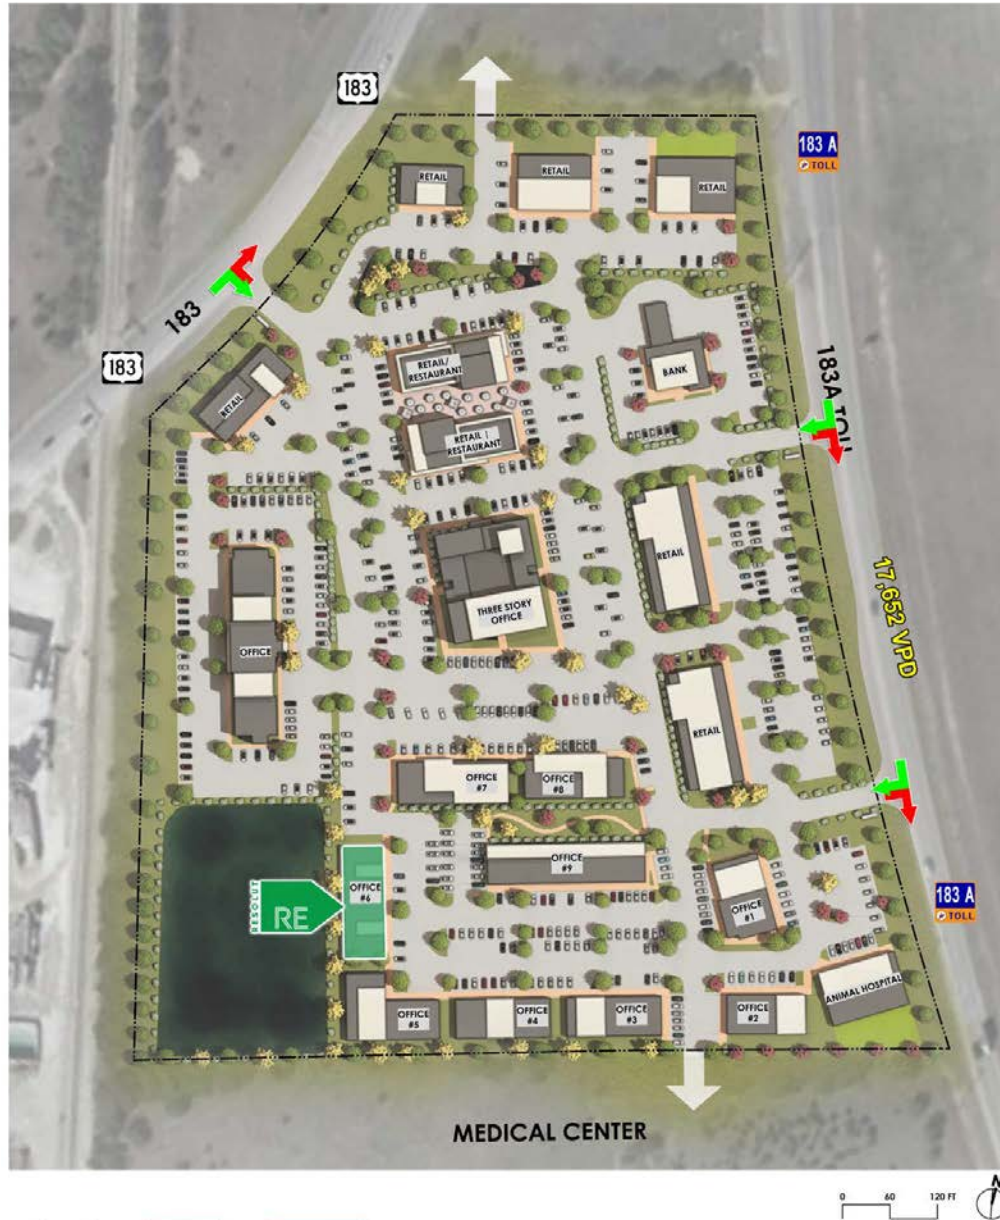 183
183 A
TOLL
RETAIL
RETAIL
RETAIL
183
183
183A TOLL
RETAIL/
RESTAURANT
BANK
RETAIL
RETAIL |
RESTAURANT
RETAIL
17,652 VPD
THREE STORY
OFFICE
OFFICE
RETAIL
OFFICE
#7
OFFICE
#8
OFFICE
#9
OFFICE
#6
RESOLUT
RE
OFFICE
#1
183 A
TOLL
ANIMAL HOSPITAL
OFFICE
#5
OFFICE
#4
OFFICE
#3
OFFICE
#2
MEDICAL CENTER
0 60 120 FT
N